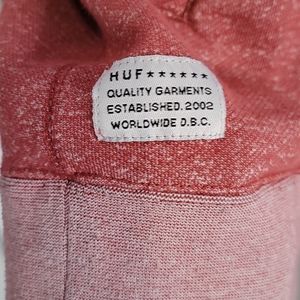 HUF★★★★★★
QUALITY GARMENTS
ESTABLISHED. 2002
WORLDWIDE D.B.C.